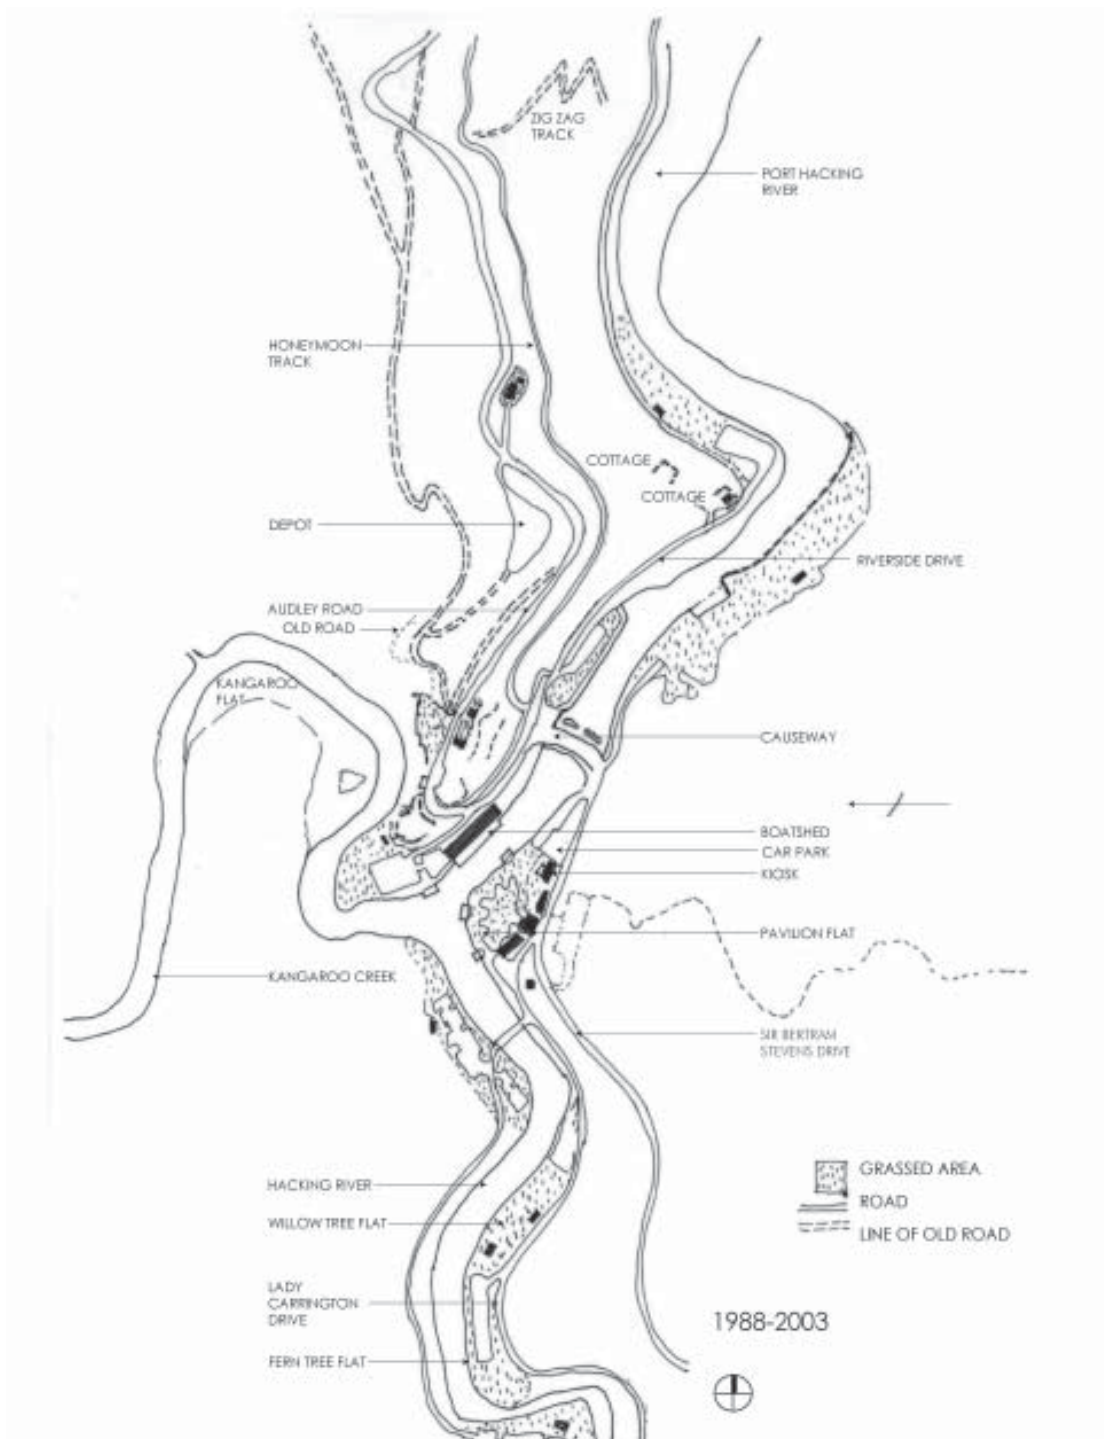 ZIG ZAG
TRACK
PORT HACKING
RIVER
HONEYMOON
TRACK
COTTAGE
COTTAGE
DEPOT
RIVERSIDE DRIVE
AUDLEY ROAD
OLD ROAD
KANGAROO
FLAT
CAUSEWAY
BOATSHED
CAR PARK
KIOSK
PAVILION FLAT
KANGAROO CREEK
SIR BERTRAM
STEVENS DRIVE
GRASSED AREA
HACKING RIVER
ROAD
WILLOW TREE FLAT
LINE OF OLD ROAD
LADY
CARRINGTON
DRIVE
1988-2003
FERN TREE FLAT